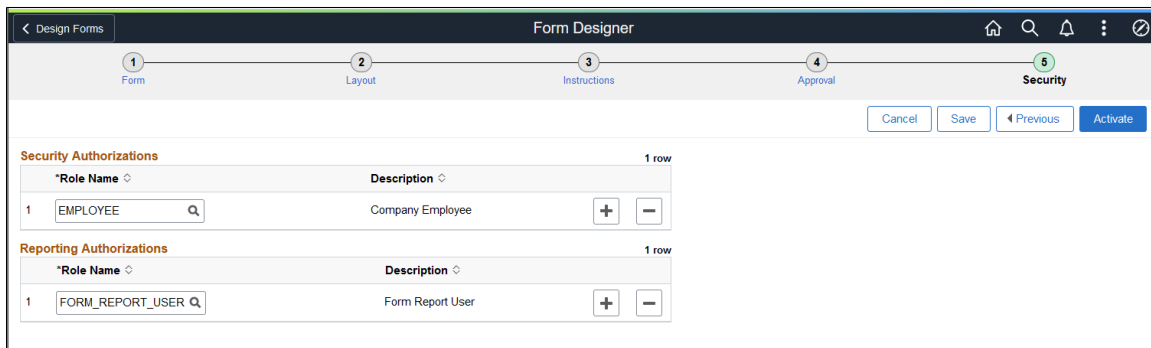 Design Forms
Form Designer
1 2 3 4 5
Form Layout Instructions Approval Security
Cancel Save Previous Activate
Security Authorizations 1 row
*Role Name Description
1 EMPLOYEE Company Employee
Reporting Authorizations 1 row
*Role Name Description
1 FORM_REPORT_USER Form Report User